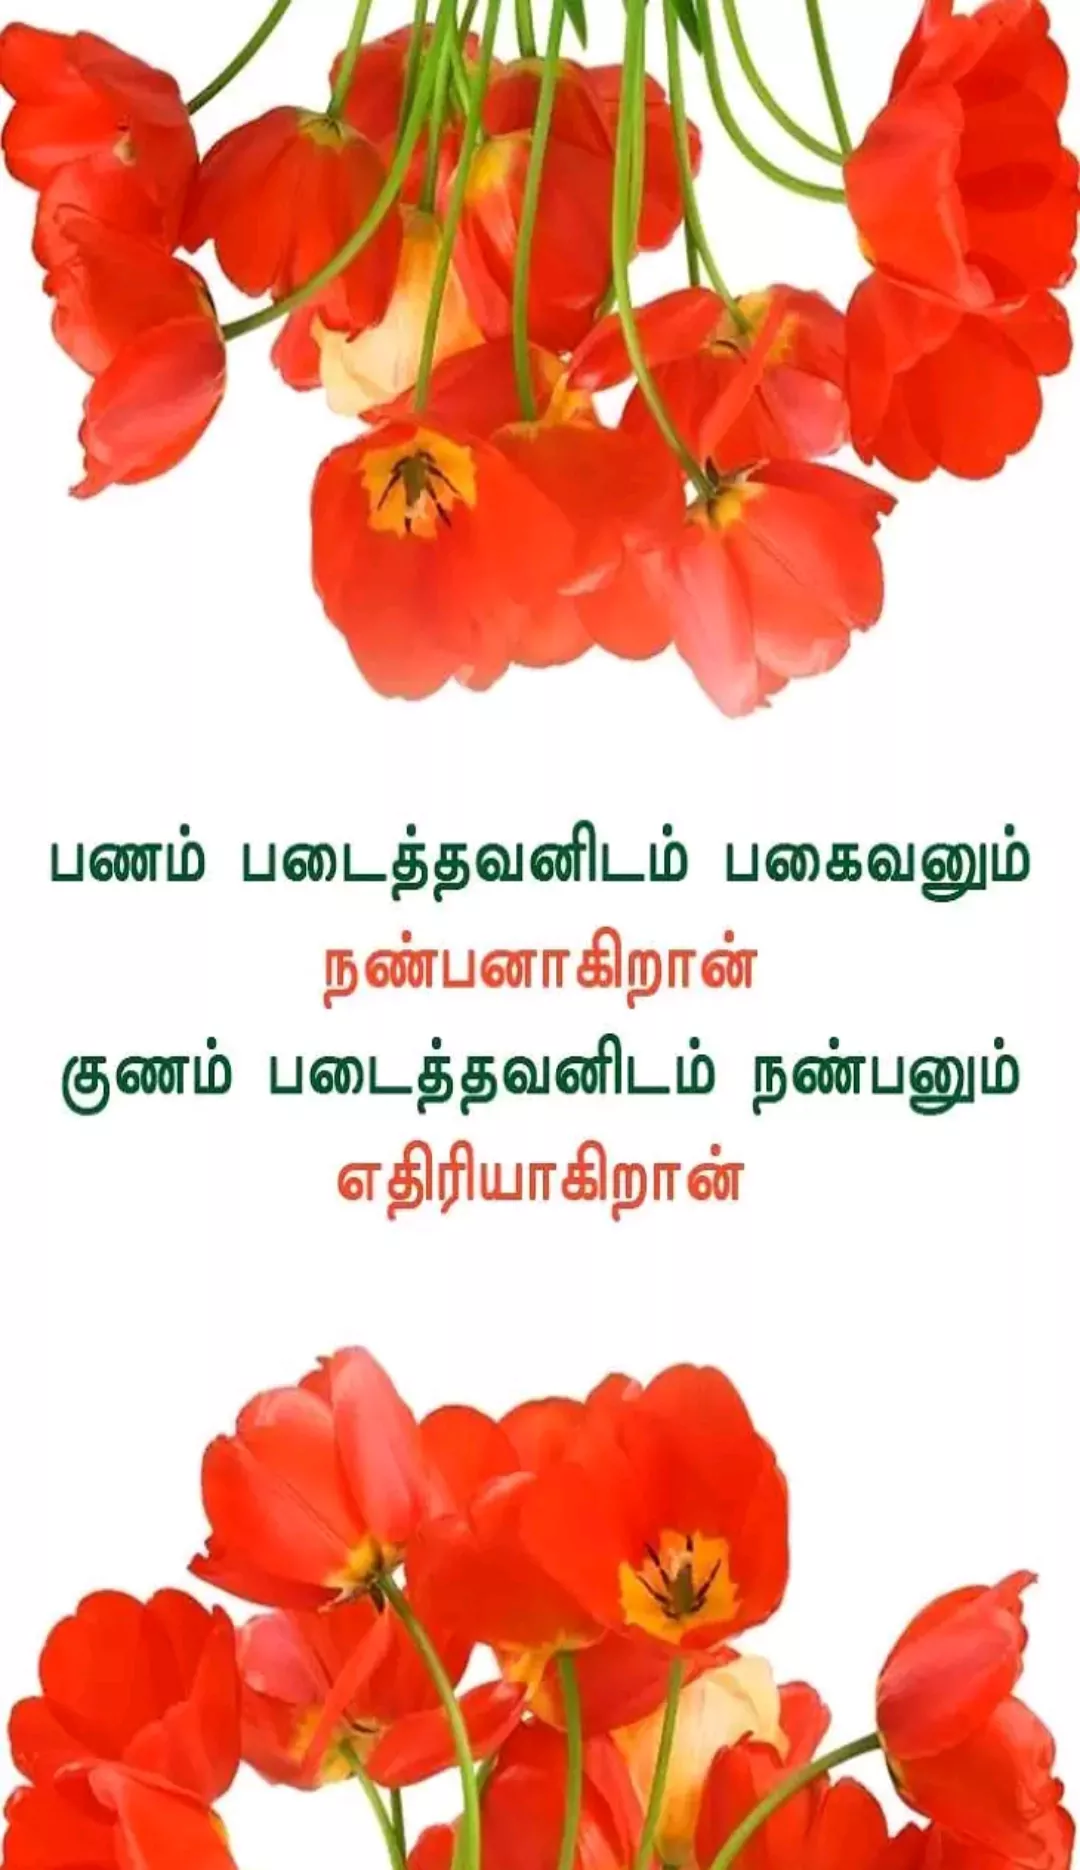 பணம் படைத்தவனிடம் பகைவனும்
நண்பனாகிறான்
குணம் படைத்தவனிடம் நண்பனும்
எதிரியாகிறான்